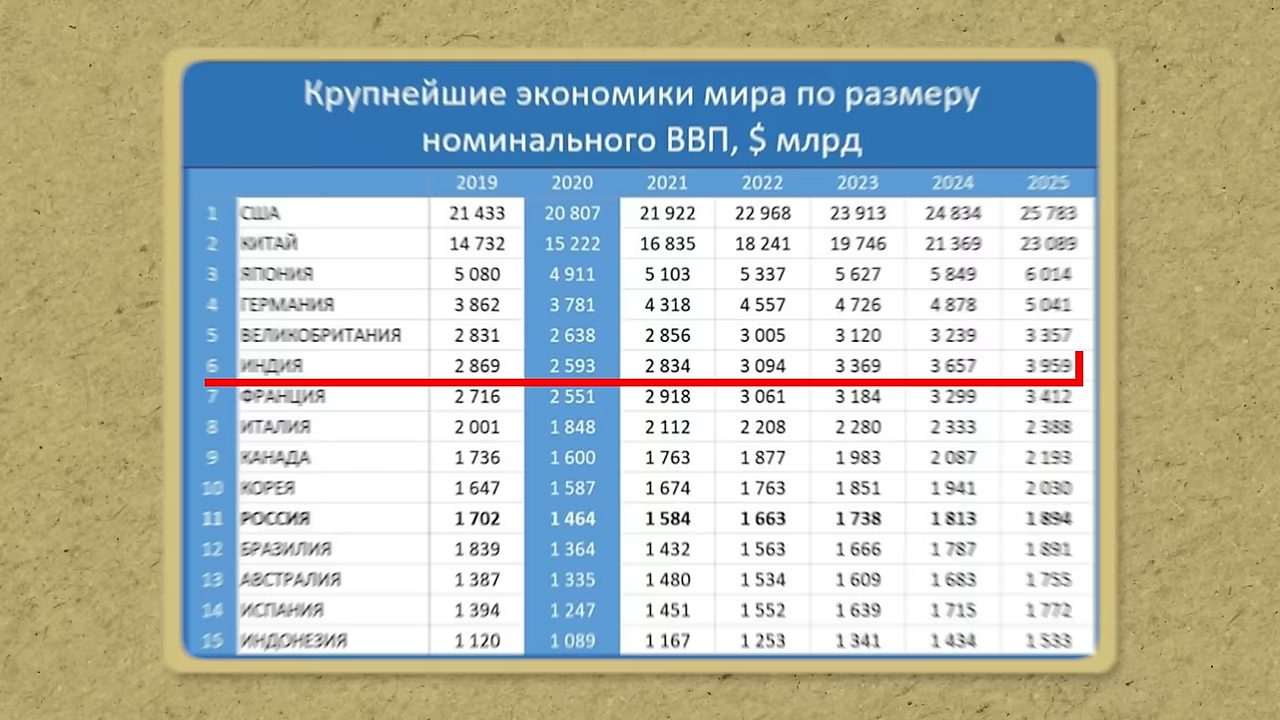 Крупнейшие экономики мира по размеру
номинального ВВП, $ млрд
2019 2020 2021 2022 2023 2024 2025
1 США 21 433 20 807 21 922 22 968 23 913 24 834 25 783
2 КИТАЙ 14 732 15 222 16 835 18 241 19 746 21 369 23 089
3 ЯПОНИЯ 5 080 4 911 5 103 5 337 5 627 5 849 6 014
4 ГЕРМАНИЯ 3 862 3 781 4 318 4 557 4 726 4 878 5 041
5 ВЕЛИКОБРИТАНИЯ 2 831 2 638 2 856 3 005 3 120 3 239 3 357
6 ИНДИЯ 2 869 2 593 2 834 3 094 3 369 3 657 3 959
7 ФРАНЦИЯ 2 716 2 551 2 918 3 061 3 184 3 299 3 412
8 ИТАЛИЯ 2 001 1 848 2 112 2 208 2 280 2 333 2 388
9 КАНАДА 1 736 1 600 1 763 1 877 1 983 2 087 2 193
10 КОРЕЯ 1 647 1 587 1 674 1 763 1 851 1 941 2 030
11 РОССИЯ 1 702 1 464 1 584 1 663 1 738 1 813 1 894
12 БРАЗИЛИЯ 1 839 1 364 1 432 1 563 1 666 1 787 1 891
13 АВСТРАЛИЯ 1 387 1 335 1 480 1 534 1 609 1 683 1 755
14 ИСПАНИЯ 1 394 1 247 1 451 1 552 1 639 1 715 1 772
15 ИНДОНЕЗИЯ 1 120 1 089 1 167 1 253 1 341 1 434 1 533